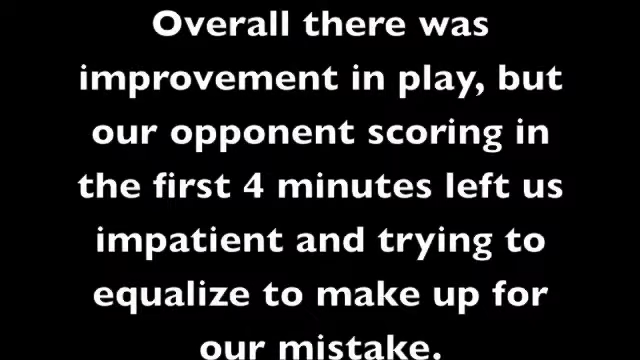 Overall there was
improvement in play, but
our opponent scoring in
the first 4 minutes left us
impatient and trying to
equalize to make up for
our mistake.